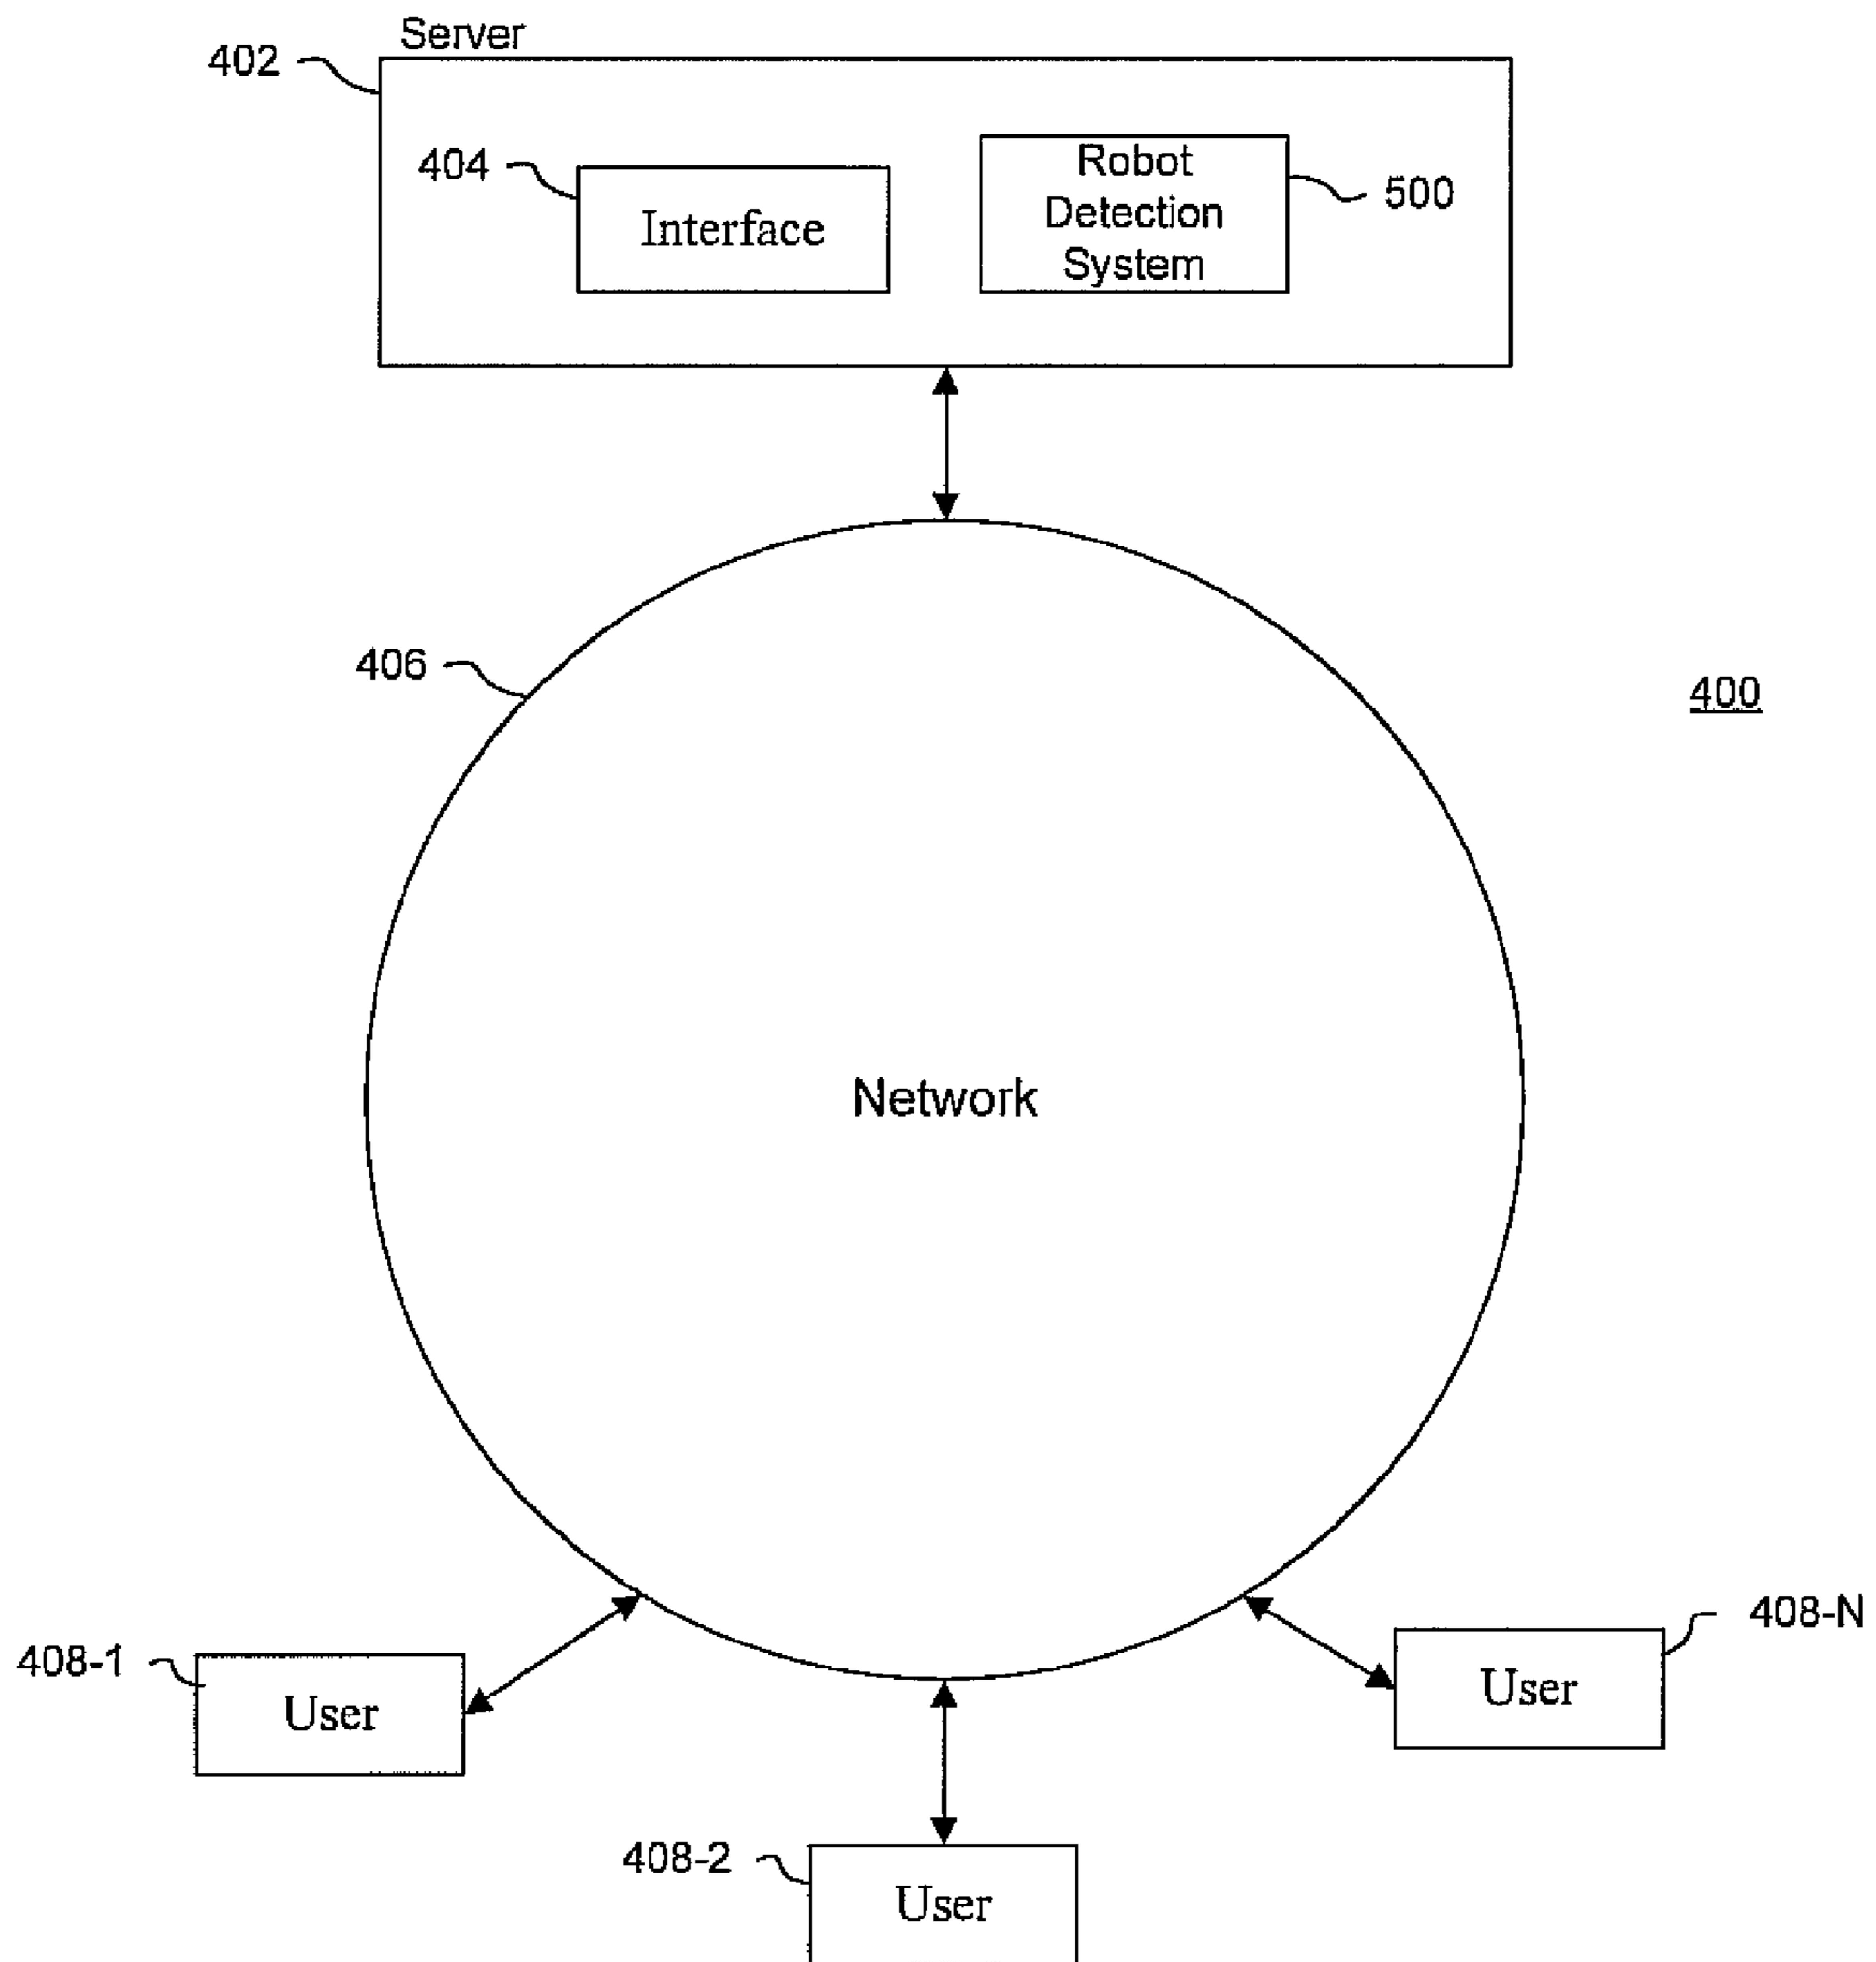 Server
402
404
Interface
Robot
Detection
System
500
406
400
Network
408-1
User
408-2
User
408-N
User